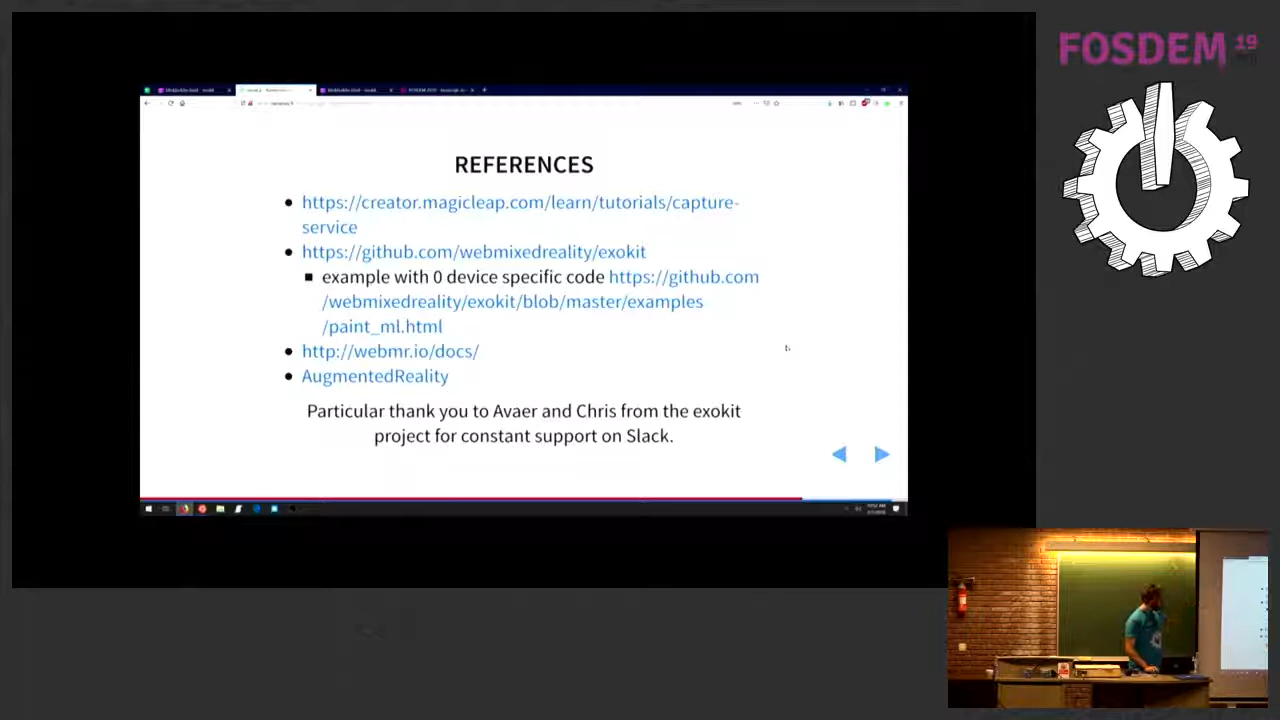 FOSDEM 19
REFERENCES
https://creator.magicleap.com/learn/tutorials/capture-
service
https://github.com/webmixedreality/exokit
example with 0 device specific code https://github.com
/webmixedreality/exokit/blob/master/examples
/paint_ml.html
http://webmr.io/docs/
AugmentedReality
Particular thank you to Avaer and Chris from the exokit
project for constant support on Slack.